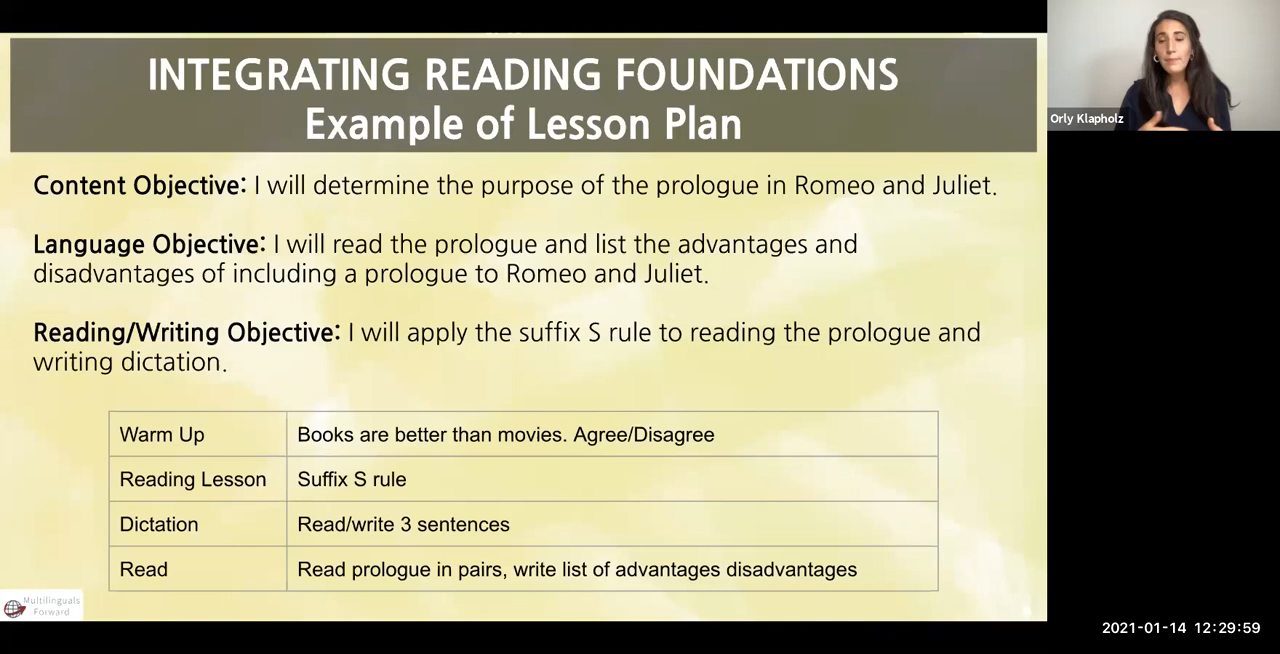 INTEGRATING READING FOUNDATIONS
Example of Lesson Plan
Orly Klapholz
Content Objective: I will determine the purpose of the prologue in Romeo and Juliet.
Language Objective: I will read the prologue and list the advantages and
disadvantages of including a prologue to Romeo and Juliet.
Reading/Writing Objective: I will apply the suffix S rule to reading the prologue and
writing dictation.
Warm Up Books are better than movies. Agree/Disagree
Reading Lesson Suffix S rule
Dictation Read/write 3 sentences
Read Read prologue in pairs, write list of advantages disadvantages
Multilinguals
Forward
2021-01-14 12:29:59